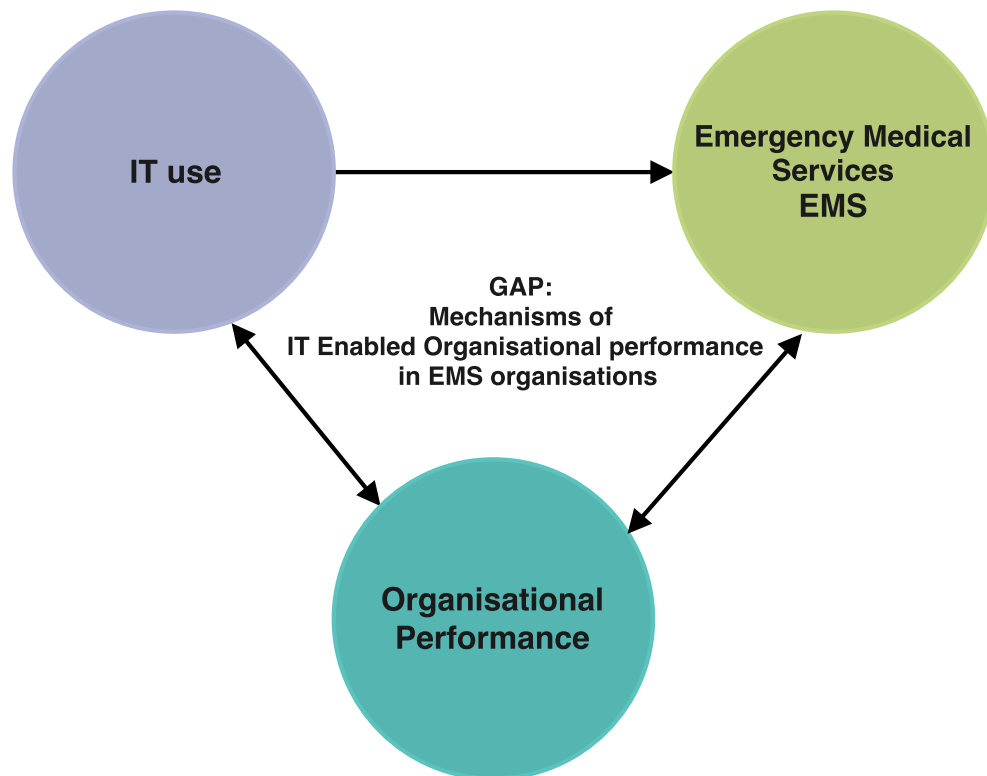 IT use
Emergency Medical
Services
EMS
GAP:
Mechanisms of
IT Enabled Organisational performance
in EMS organisations
Organisational
Performance